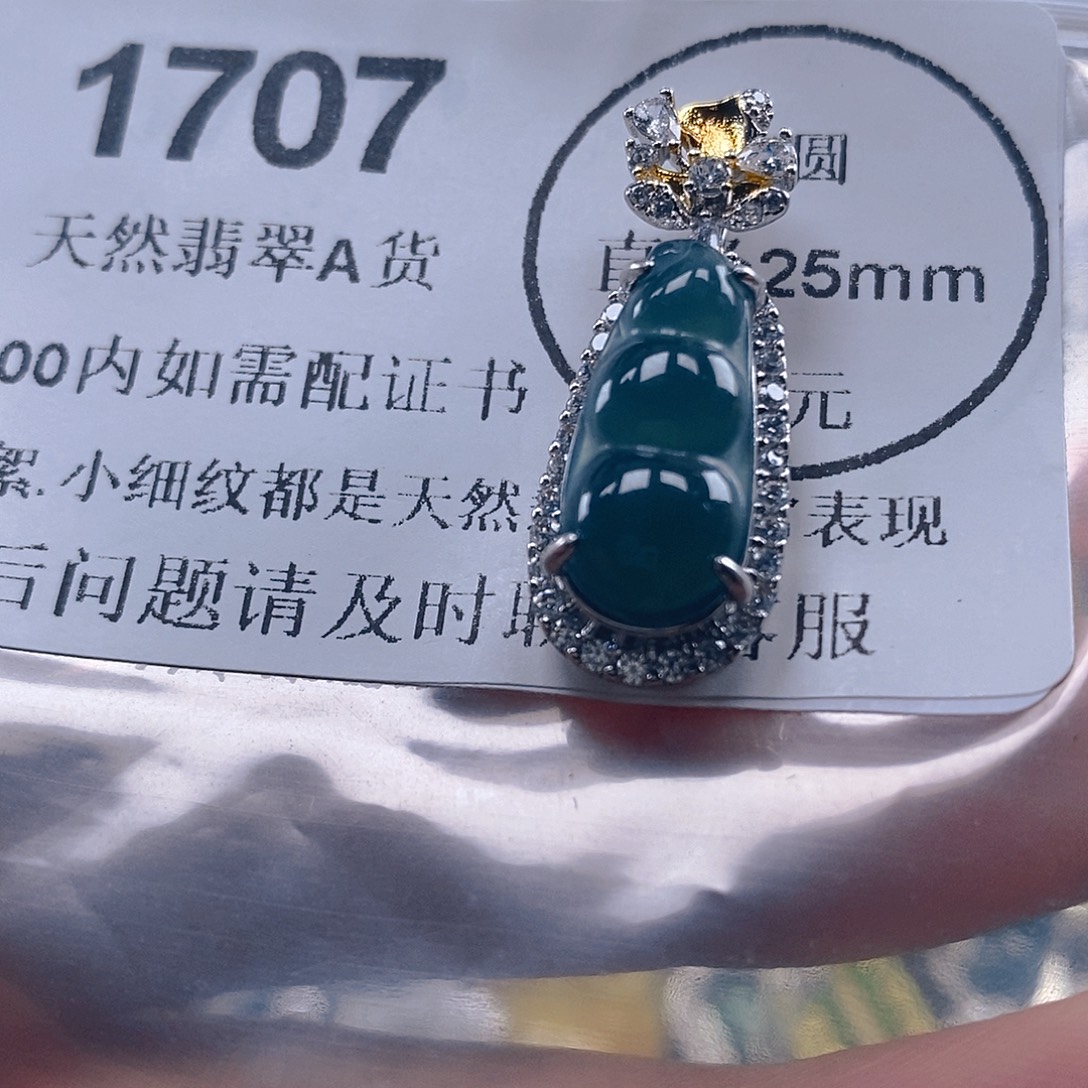 1707
天然翡翠A货
圆
25mm
元
00内如需配证书
絮.小细纹都是天然
表现
后问题请及时
服